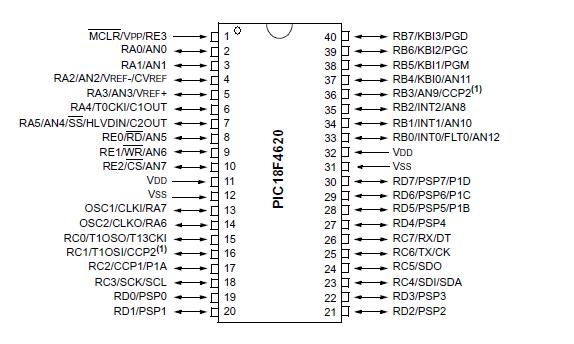 MCLR/VPP/RE3 1
RA0/AN0 2
RA1/AN1 3
RA2/AN2/VREF-/CVREF 4
RA3/AN3/VREF+ 5
RA4/T0CKI/C1OUT 6
RA5/AN4/SS/HLVDIN/C2OUT 7
RE0/RD/AN5 8
RE1/WR/AN6 9
RE2/CS/AN7 10
VDD 11
VSS 12
OSC1/CLKI/RA7 13
OSC2/CLKO/RA6 14
RC0/T1OSO/T13CKI 15
RC1/T1OSI/CCP2(1) 16
RC2/CCP1/P1A 17
RC3/SCK/SCL 18
RD0/PSP0 19
RD1/PSP1 20
PIC18F4620
40 RB7/KBI3/PGD
39 RB6/KBI2/PGC
38 RB5/KBI1/PGM
37 RB4/KBI0/AN11
36 RB3/AN9/CCP2(1)
35 RB2/INT2/AN8
34 RB1/INT1/AN10
33 RB0/INT0/FLT0/AN12
32 VDD
31 VSS
30 RD7/PSP7/P1D
29 RD6/PSP6/P1C
28 RD5/PSP5/P1B
27 RD4/PSP4
26 RC7/RX/DT
25 RC6/TX/CK
24 RC5/SDO
23 RC4/SDI/SDA
22 RD3/PSP3
21 RD2/PSP2